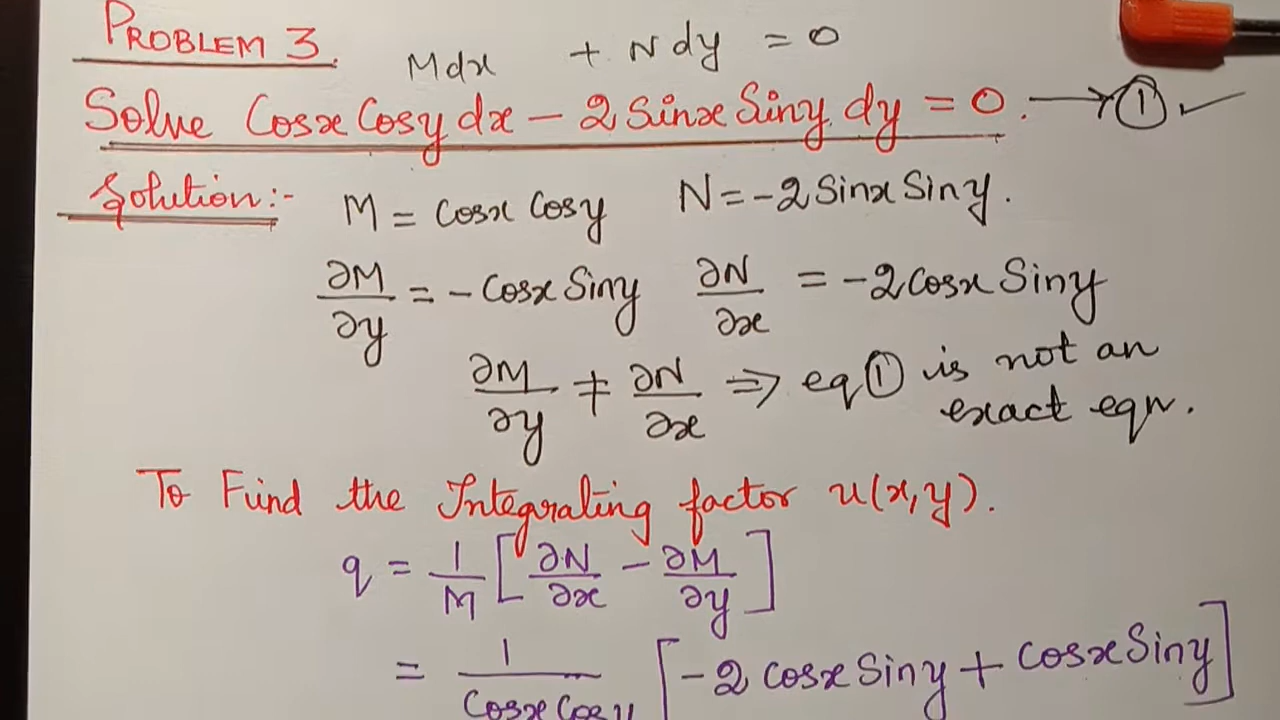 PROBLEM 3.
Mdx + Ndy = 0
Solve Cosx Cosy dx − 2 Sinx Siny dy = 0. → ① ✓
Solution:- M = Cosx Cosy N = −2 Sinx Siny.
∂M/∂y = − Cosx Siny ∂N/∂x = −2 Cosx Siny
∂M/∂y ≠ ∂N/∂x ⇒ eq ① is not an
exact eqn.
To Find the Integrating factor u(x,y).
q = 1/M [∂N/∂x − ∂M/∂y]
= 1/Cosx Cosy [−2 Cosx Siny + Cosx Siny]